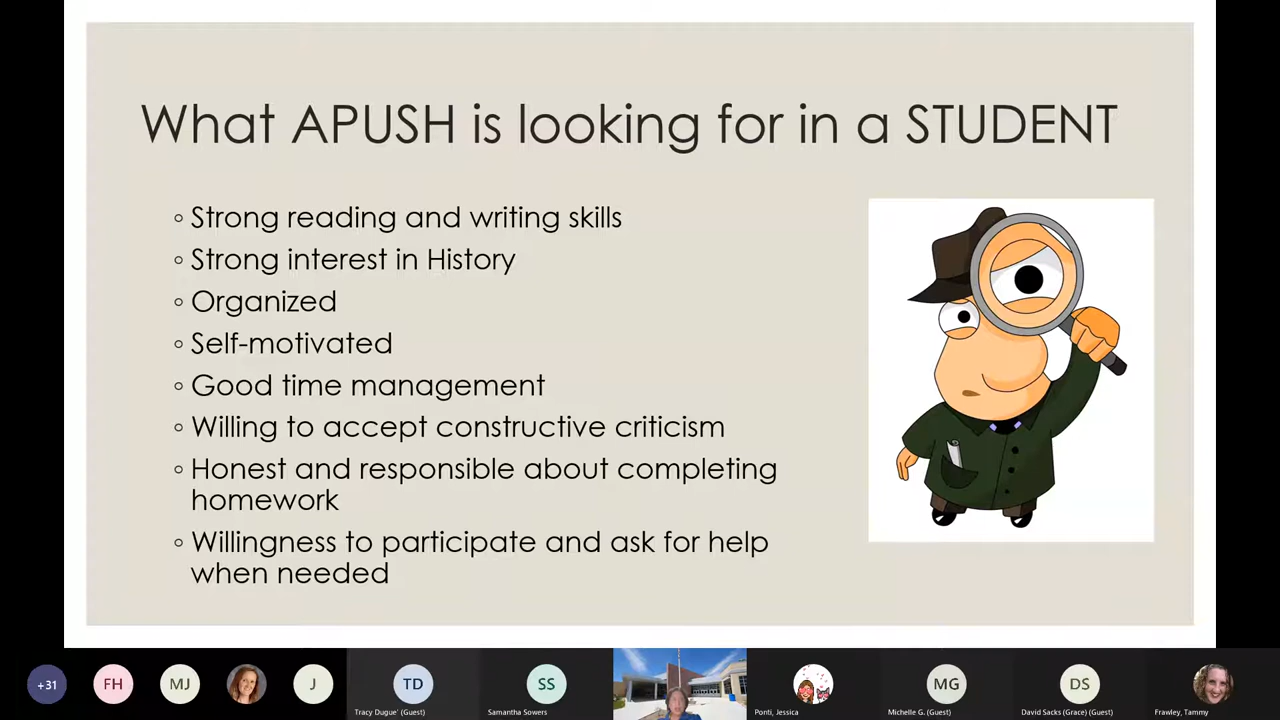 What APUSH is looking for in a STUDENT
◦ Strong reading and writing skills
◦ Strong interest in History
◦ Organized
◦ Self-motivated
◦ Good time management
◦ Willing to accept constructive criticism
◦ Honest and responsible about completing
homework
◦ Willingness to participate and ask for help
when needed
+31
FH
MJ
J
TD
SS
MG
DS
Tracy Dugue` (Guest)
Samantha Sowers
Ponti, Jessica
Michelle G. (Guest)
David Sacks (Grace) (Guest)
Frawley, Tammy